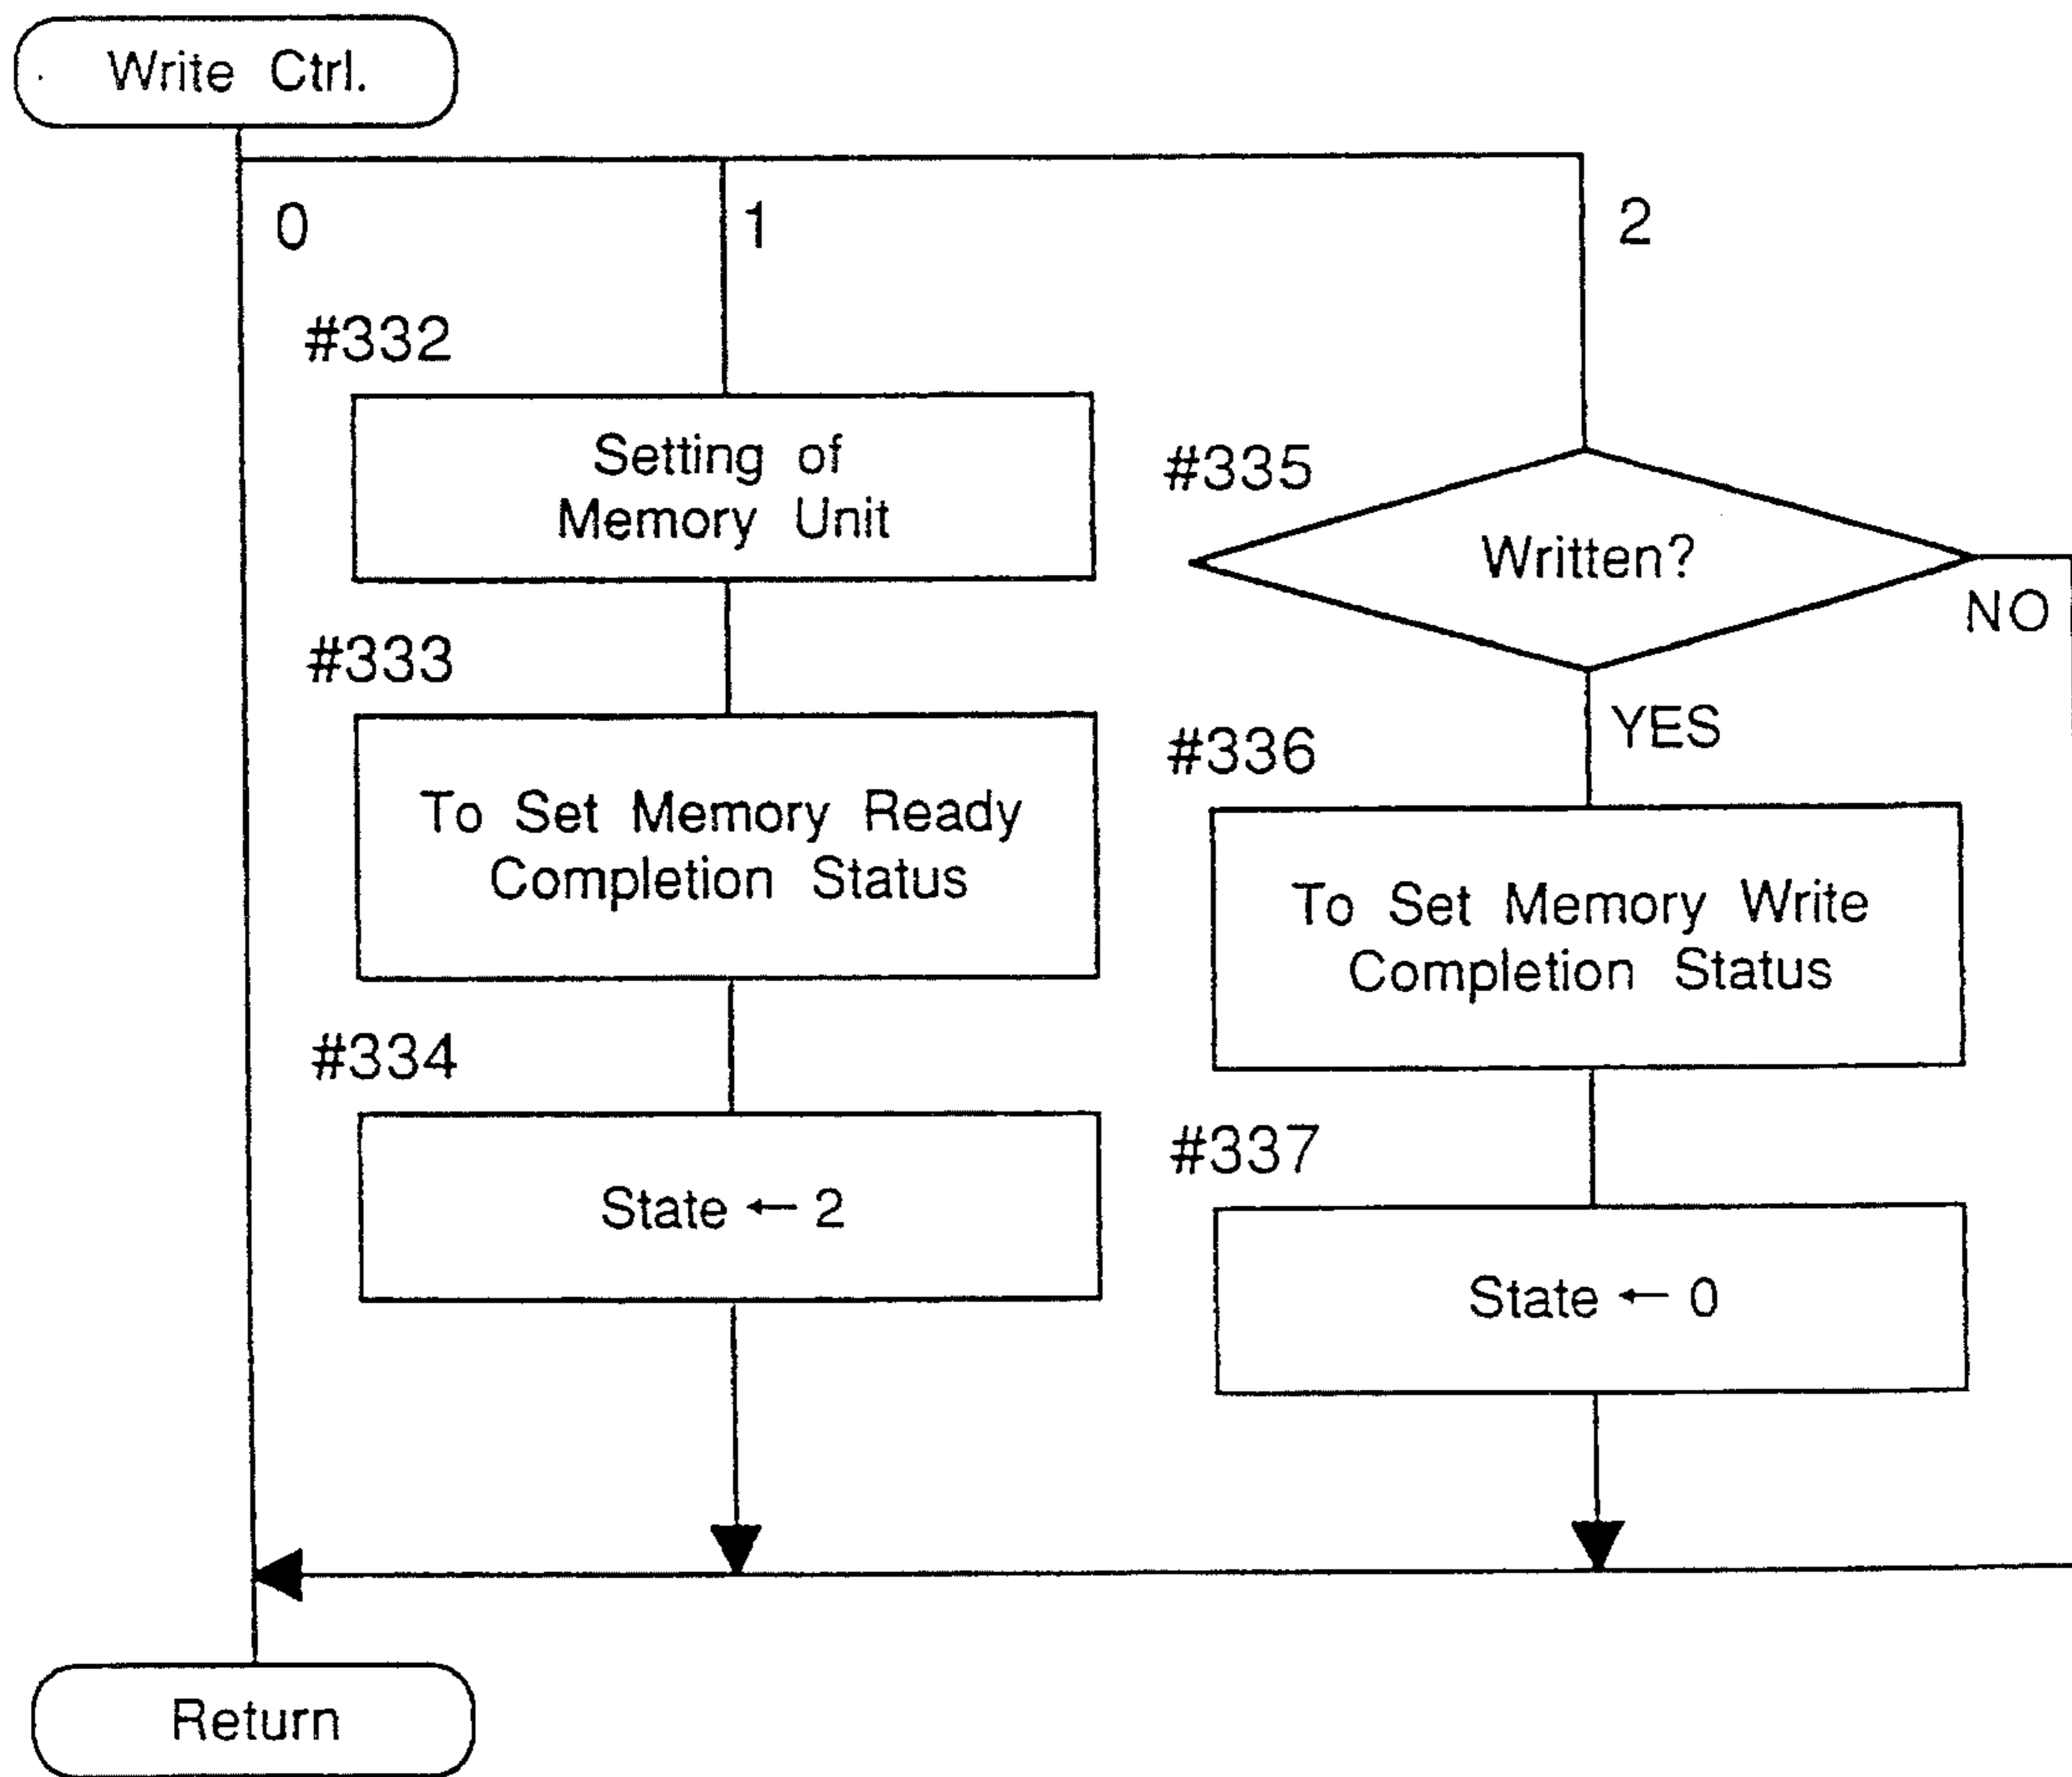 Write Ctrl.
0
1
2
#332
Setting of
Memory Unit
#333
To Set Memory Ready
Completion Status
#334
State ← 2
#335
Written?
NO
YES
#336
To Set Memory Write
Completion Status
#337
State ← 0
Return